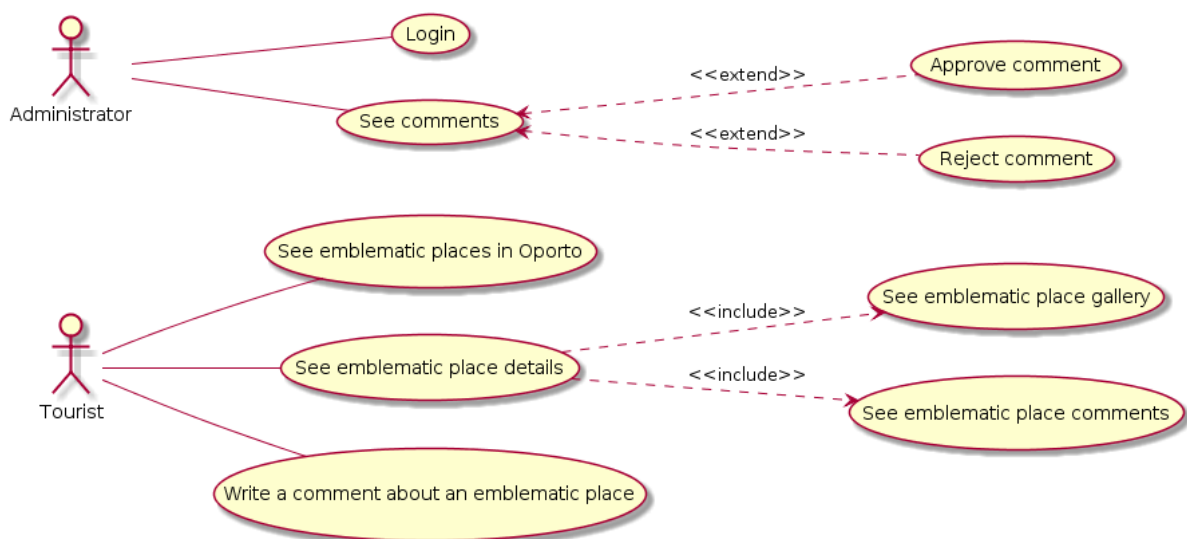 Login
Approve comment
<<extend>>
Administrator
See comments
<<extend>>
Reject comment
See emblematic places in Oporto
See emblematic place gallery
<<include>>
See emblematic place details
<<include>>
Tourist
See emblematic place comments
Write a comment about an emblematic place